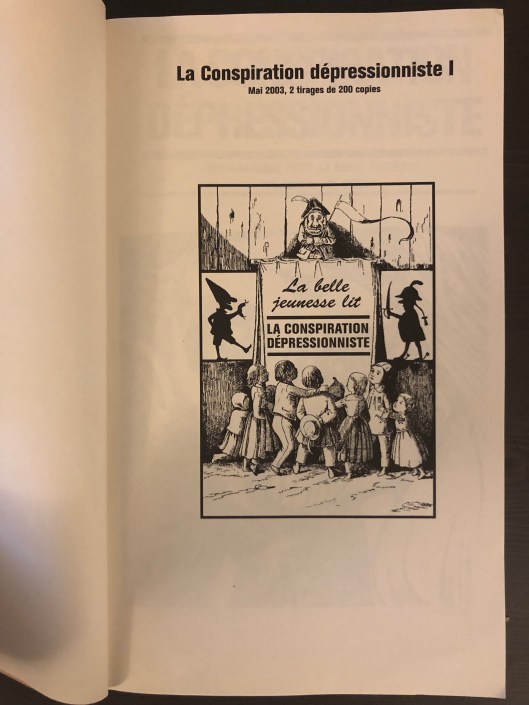 La Conspiration dépressionniste I
Mai 2003, 2 tirages de 200 copies
La belle
jeunesse lit
LA CONSPIRATION
DÉPRESSIONNISTE